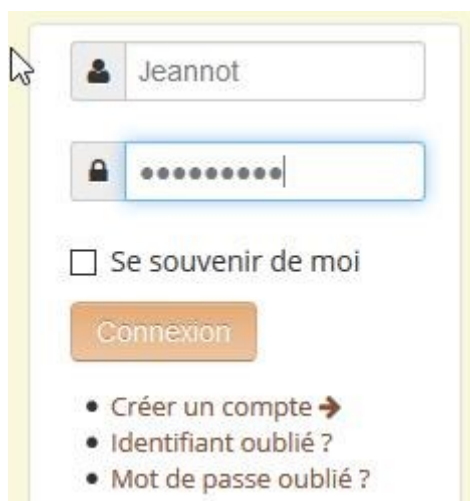 Jeannot
•••••••••
Se souvenir de moi
Connexion
Créer un compte
Identifiant oublié ?
Mot de passe oublié ?